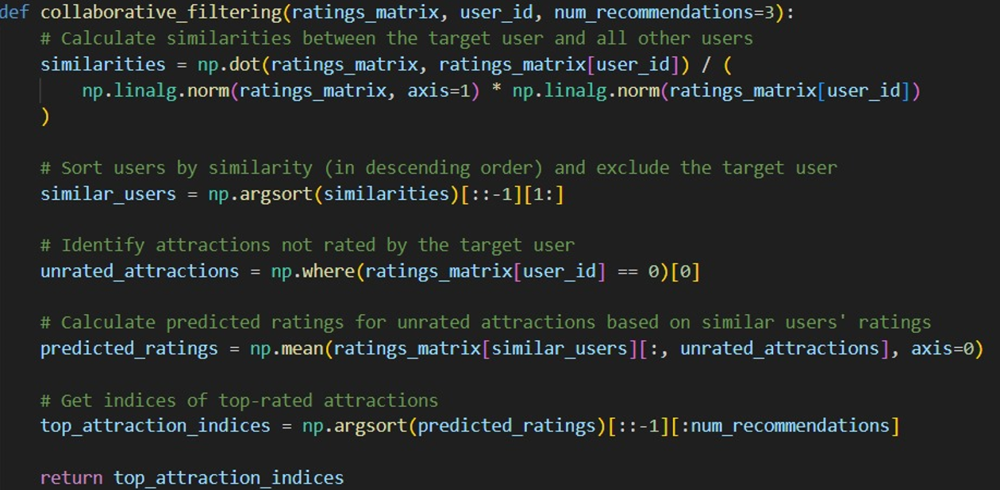 def collaborative_filtering(ratings_matrix, user_id, num_recommendations=3):
    # Calculate similarities between the target user and all other users
    similarities = np.dot(ratings_matrix, ratings_matrix[user_id]) / (
        np.linalg.norm(ratings_matrix, axis=1) * np.linalg.norm(ratings_matrix[user_id])
    )
    # Sort users by similarity (in descending order) and exclude the target user
    similar_users = np.argsort(similarities)[::-1][1:]
    # Identify attractions not rated by the target user
    unrated_attractions = np.where(ratings_matrix[user_id] == 0)[0]
    # Calculate predicted ratings for unrated attractions based on similar users' ratings
    predicted_ratings = np.mean(ratings_matrix[similar_users][:, unrated_attractions], axis=0)
    # Get indices of top-rated attractions
    top_attraction_indices = np.argsort(predicted_ratings)[::-1][:num_recommendations]
    return top_attraction_indices